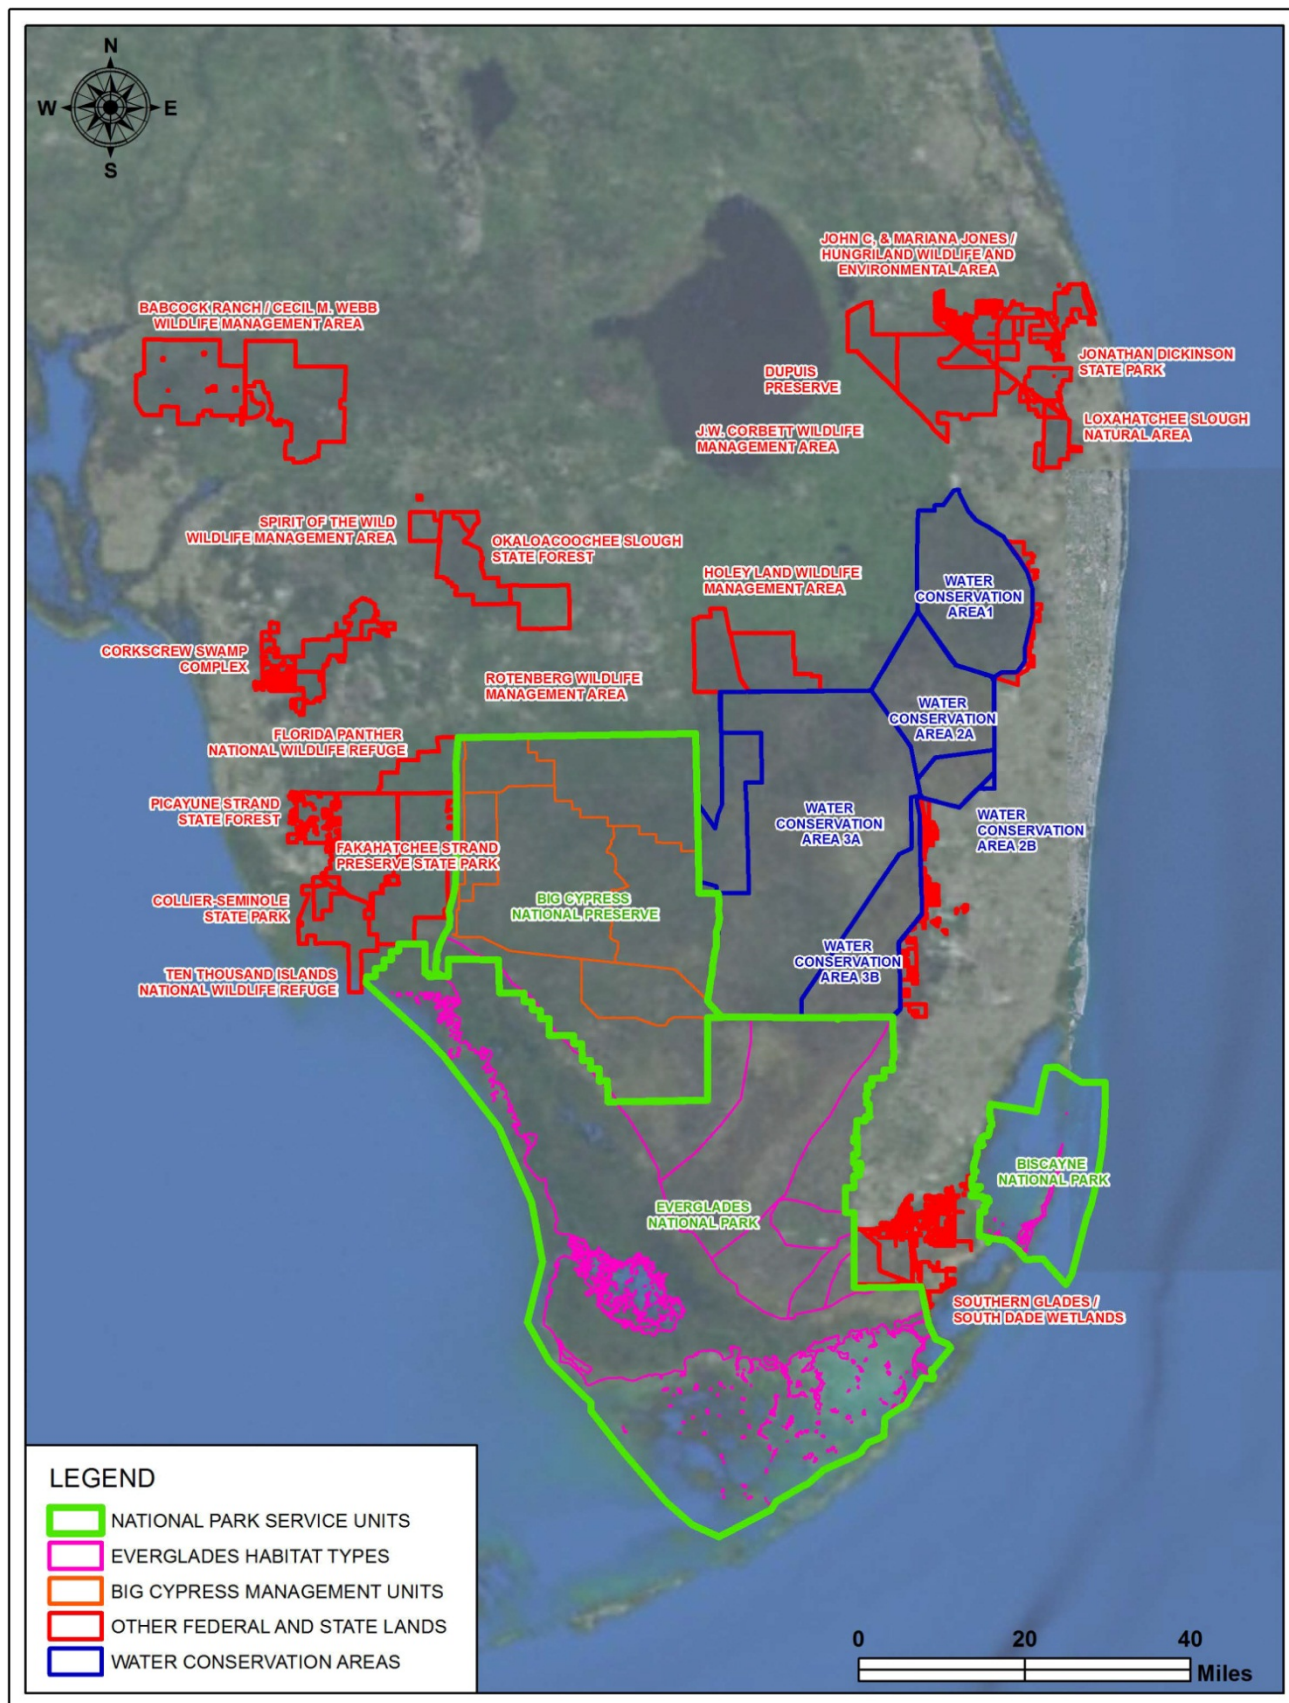 N
W
E
S
JOHN C. & MARIANA JONES /
HUNGRILAND WILDLIFE AND
ENVIRONMENTAL AREA
BABCOCK RANCH / CECIL M. WEBB
WILDLIFE MANAGEMENT AREA
JONATHAN DICKINSON
STATE PARK
DUPUIS
PRESERVE
LOXAHATCHEE SLOUGH
NATURAL AREA
J.W. CORBETT WILDLIFE
MANAGEMENT AREA
SPIRIT OF THE WILD
WILDLIFE MANAGEMENT AREA
OKALOACOOCHEE SLOUGH
STATE FOREST
HOLEY LAND WILDLIFE
MANAGEMENT AREA
WATER
CONSERVATION
AREA1
CORKSCREW SWAMP
COMPLEX
ROTENBERG WILDLIFE
MANAGEMENT AREA
WATER
CONSERVATION
AREA 2A
FLORIDA PANTHER
NATIONAL WILDLIFE REFUGE
PICAYUNE STRAND
STATE FOREST
WATER
CONSERVATION
AREA 3A
WATER
CONSERVATION
AREA 2B
FAKAHATCHEE STRAND
PRESERVE STATE PARK
COLLIER-SEMINOLE
STATE PARK
BIG CYPRESS
NATIONAL PRESERVE
WATER
CONSERVATION
AREA 3B
TEN THOUSAND ISLANDS
NATIONAL WILDLIFE REFUGE
BISCAYNE
NATIONAL PARK
EVERGLADES
NATIONAL PARK
SOUTHERN GLADES /
SOUTH DADE WETLANDS
LEGEND
NATIONAL PARK SERVICE UNITS
EVERGLADES HABITAT TYPES
BIG CYPRESS MANAGEMENT UNITS
OTHER FEDERAL AND STATE LANDS
WATER CONSERVATION AREAS
0 20 40
Miles